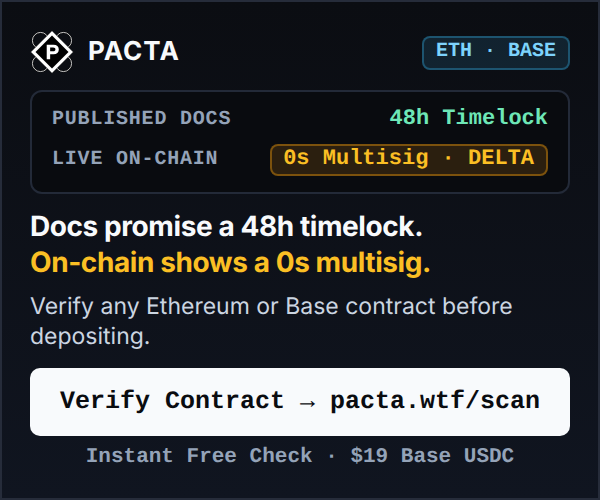 P PACTA
ETH · BASE
PUBLISHED DOCS 48h Timelock
LIVE ON-CHAIN 0s Multisig · DELTA
Docs promise a 48h timelock.
On-chain shows a 0s multisig.
Verify any Ethereum or Base contract before
depositing.
Verify Contract → pacta.wtf/scan
Instant Free Check · $19 Base USDC